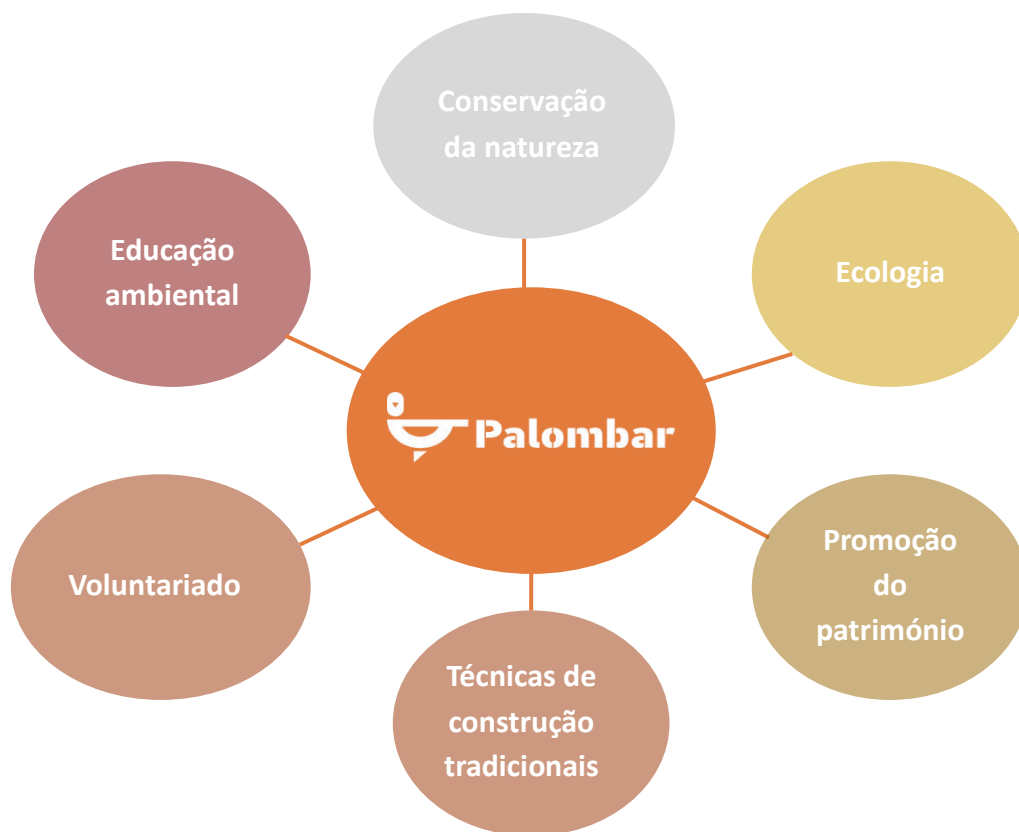 Conservação
da natureza
Educação
ambiental
Ecologia
Palombar
Voluntariado
Promoção
do
património
Técnicas de
construção
tradicionais